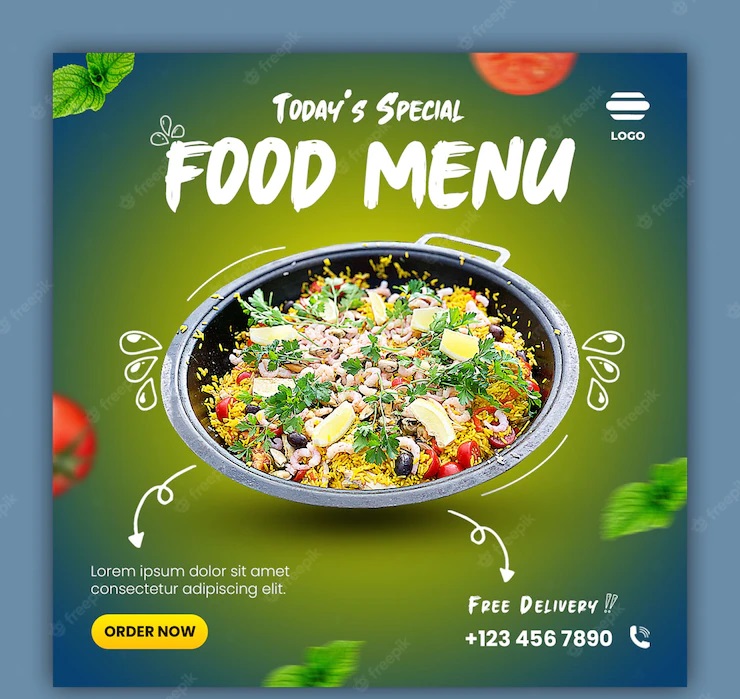 Today's Special
FOOD MENU
LOGO
Lorem ipsum dolor sit amet
consectetur adipiscing elit.
ORDER NOW
Free Delivery !!
+123 456 7890
freepik